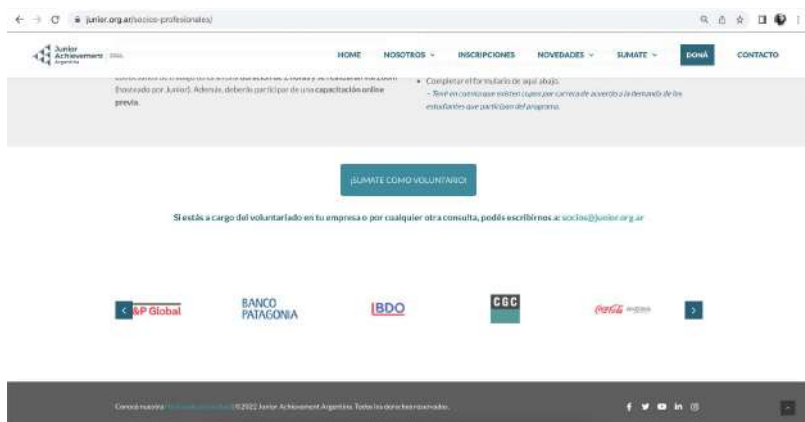 junior.org.ar/socios-profesionales/
Junior
Achievement
Argentina
HOME NOSOTROS INSCRIPCIONES NOVEDADES SUMATE DONÁ CONTACTO
(hosteado por Junior). Además, deberás participar de una capacitación online
previa.
Completar el formulario de aquí abajo.
– Tené en cuenta que existen cupos por carrera de acuerdo a la demanda de los
estudiantes que participen del programa.
¡SUMATE COMO VOLUNTARIO!
Si estás a cargo del voluntariado en tu empresa o por cualquier otra consulta, podés escribirnos a: socios@junior.org.ar
&P Global
BANCO
PATAGONIA
BDO
CGC
Coca-Cola
Conocé nuestra
©2022 Junior Achievement Argentina. Todos los derechos reservados.